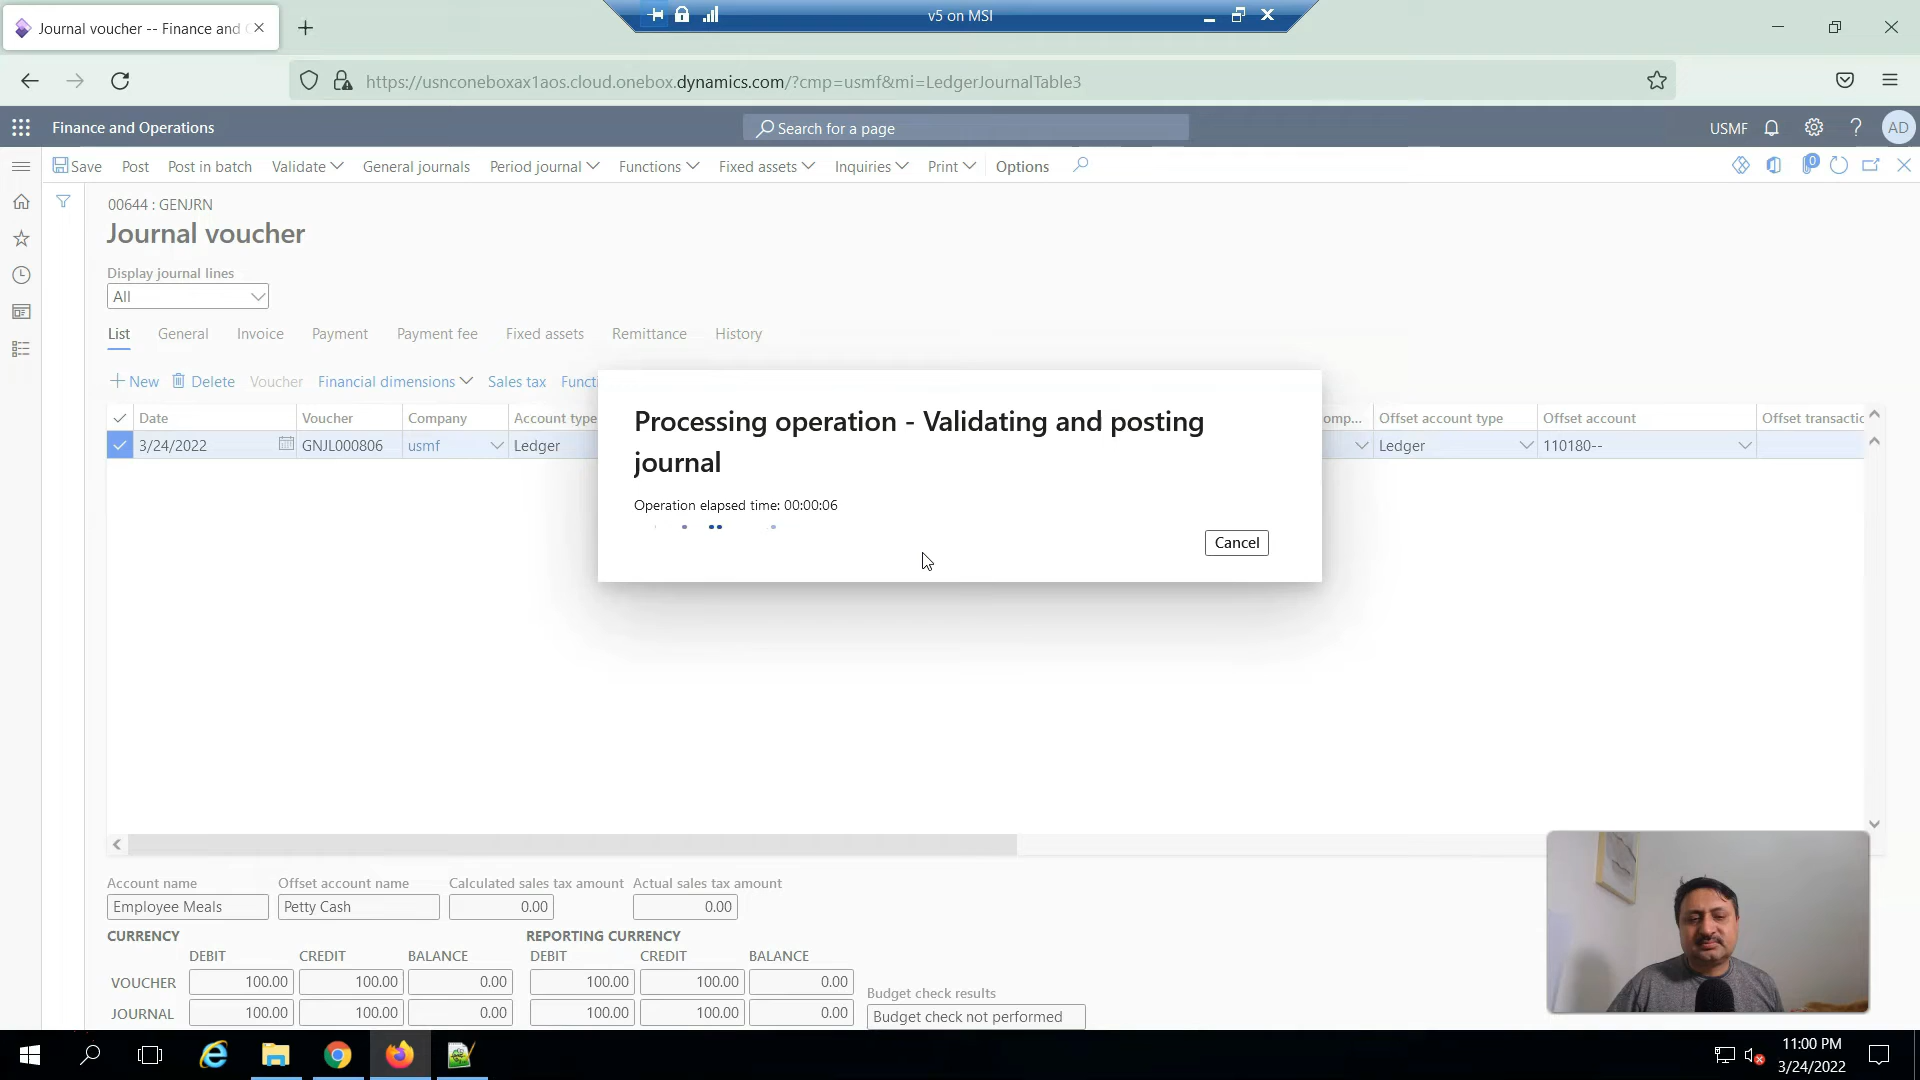 Journal voucher -- Finance and
v5 on MSI
https://usnconeboxax1aos.cloud.onebox.dynamics.com/?cmp=usmf&mi=LedgerJournalTable3
Finance and Operations
Search for a page
USMF
?
AD
Save
Post
Post in batch
Validate
General journals
Period journal
Functions
Fixed assets
Inquiries
Print
Options
0
00644 : GENJRN
Journal voucher
Display journal lines
All
List
General
Invoice
Payment
Payment fee
Fixed assets
Remittance
History
New
Delete
Voucher
Financial dimensions
Sales tax
Functi
Date
Voucher
Company
Account type
omp...
Offset account type
Offset account
Offset transactic
3/24/2022
GNJL000806
usmf
Ledger
Ledger
110180--
Processing operation - Validating and posting
journal
Operation elapsed time: 00:00:06
Cancel
Account name
Offset account name
Calculated sales tax amount
Actual sales tax amount
Employee Meals
Petty Cash
0.00
0.00
CURRENCY
REPORTING CURRENCY
DEBIT
CREDIT
BALANCE
DEBIT
CREDIT
BALANCE
VOUCHER
100.00
100.00
0.00
100.00
100.00
0.00
Budget check results
JOURNAL
100.00
100.00
0.00
100.00
100.00
0.00
Budget check not performed
11:00 PM
3/24/2022